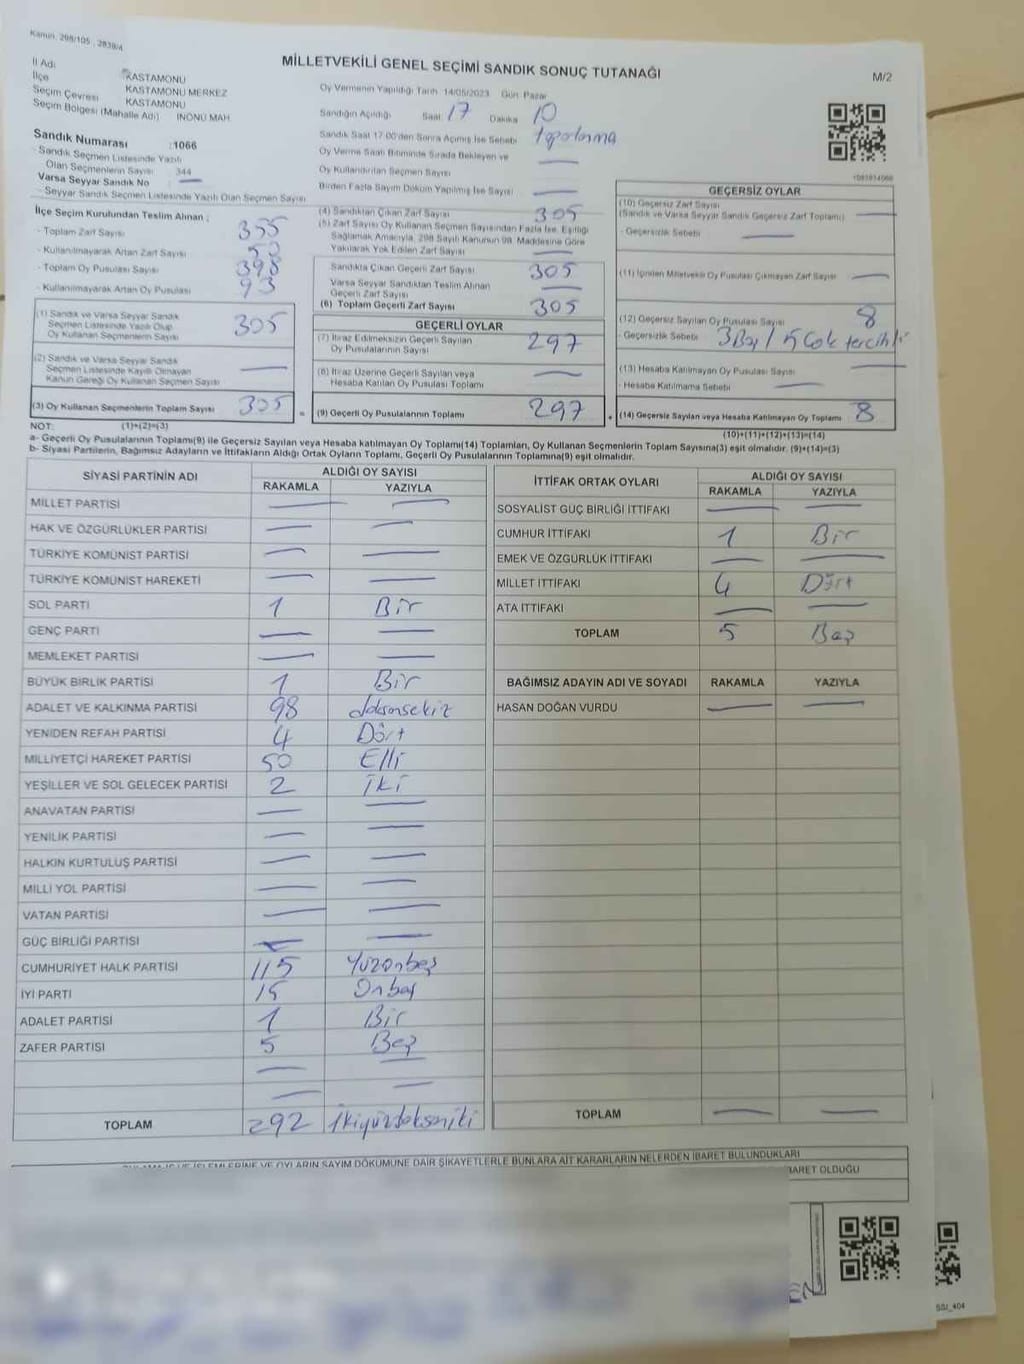 Kanun: 298/105 , 2839/4
MİLLETVEKİLİ GENEL SEÇİMİ SANDIK SONUÇ TUTANAĞI
M/2
İl Adı KASTAMONU
İlçe KASTAMONU MERKEZ
Seçim Çevresi KASTAMONU
Seçim Bölgesi (Mahalle Adı) İNÖNÜ MAH
Oy Vermenin Yapıldığı Tarih 14/05/2023 Gün Pazar
Sandığın Açıldığı Saat 17 Dakika 10
Sandık Saat 17.00'den Sonra Açılmış İse Sebebi
Oy Verme Saati Bitiminde Sırada Bekleyen ve
Oy Kullandırılan Seçmen Sayısı —
Birden Fazla Sayım Döküm Yapılmış İse Sayısı —
Sandık Numarası :1066
- Sandık Seçmen Listesinde Yazılı
Olan Seçmenlerin Sayısı 344
Varsa Seyyar Sandık No —
- Seyyar Sandık Seçmen Listesinde Yazılı Olan Seçmen Sayısı
İlçe Seçim Kurulundan Teslim Alınan ;
- Toplam Zarf Sayısı 355
- Kullanılmayarak Artan Zarf Sayısı 50
- Toplam Oy Pusulası Sayısı 398
- Kullanılmayarak Artan Oy Pusulası 93
(1) Sandık ve Varsa Seyyar Sandık
Seçmen Listesinde Yazılı Olup
Oy Kullanan Seçmenlerin Sayısı 305
(2) Sandık ve Varsa Seyyar Sandık
Seçmen Listesinde Kayıtlı Olmayan
Kanun Gereği Oy Kullanan Seçmen Sayısı —
(3) Oy Kullanan Seçmenlerin Toplam Sayısı 305 =
(4) Sandıktan Çıkan Zarf Sayısı 305
(5) Zarf Sayısı Oy Kullanan Seçmen Sayısından Fazla İse, Eşitliği
Sağlamak Amacıyla, 298 Sayılı Kanunun 98. Maddesine Göre
Yakılarak Yok Edilen Zarf Sayısı —
Sandıkta Çıkan Geçerli Zarf Sayısı 305
Varsa Seyyar Sandıktan Teslim Alınan
Geçerli Zarf Sayısı —
(6) Toplam Geçerli Zarf Sayısı 305
GEÇERLİ OYLAR
(7) İtiraz Edilmeksizin Geçerli Sayılan
Oy Pusulalarının Sayısı 297
(8) İtiraz Üzerine Geçerli Sayılan veya
Hesaba Katılan Oy Pusulası Toplamı —
(9) Geçerli Oy Pusulalarının Toplamı 297 +
GEÇERSİZ OYLAR
(10) Geçersiz Zarf Sayısı
(Sandık ve Varsa Seyyar Sandık Geçersiz Zarf Toplamı) —
- Geçersizlik Sebebi —
(11) İçinden Milletvekili Oy Pusulası Çıkmayan Zarf Sayısı —
(12) Geçersiz Sayılan Oy Pusulası Sayısı 8
- Geçersizlik Sebebi 3 Boş / 5 Çok tercihli
(13) Hesaba Katılmayan Oy Pusulası Sayısı —
- Hesaba Katılmama Sebebi —
(14) Geçersiz Sayılan veya Hesaba Katılmayan Oy Toplamı 8
NOT: (1)+(2)=(3) (10)+(11)+(12)+(13)=(14)
a- Geçerli Oy Pusulalarının Toplamı(9) ile Geçersiz Sayılan veya Hesaba katılmayan Oy Toplamı(14) Toplamları, Oy Kullanan Seçmenlerin Toplam Sayısına(3) eşit olmalıdır. (9)+(14)=(3)
b- Siyasi Partilerin, Bağımsız Adayların ve İttifakların Aldığı Ortak Oyların Toplamı, Geçerli Oy Pusulalarının Toplamına(9) eşit olmalıdır.
SİYASİ PARTİNİN ADI ALDIĞI OY SAYISI
RAKAMLA YAZIYLA
MİLLET PARTİSİ — —
HAK VE ÖZGÜRLÜKLER PARTİSİ — —
TÜRKİYE KOMÜNİST PARTİSİ — —
TÜRKİYE KOMÜNİST HAREKETİ — —
SOL PARTİ 1 Bir
GENÇ PARTİ — —
MEMLEKET PARTİSİ — —
BÜYÜK BİRLİK PARTİSİ 1 Bir
ADALET VE KALKINMA PARTİSİ 98 doksansekiz
YENİDEN REFAH PARTİSİ 4 Dört
MİLLİYETÇİ HAREKET PARTİSİ 50 Elli
YEŞİLLER VE SOL GELECEK PARTİSİ 2 iki
ANAVATAN PARTİSİ — —
YENİLİK PARTİSİ — —
HALKIN KURTULUŞ PARTİSİ — —
MİLLİ YOL PARTİSİ — —
VATAN PARTİSİ — —
GÜÇ BİRLİĞİ PARTİSİ — —
CUMHURİYET HALK PARTİSİ 115 Yüzonbeş
İYİ PARTİ 15 Onbeş
ADALET PARTİSİ 1 Bir
ZAFER PARTİSİ 5 Beş
TOPLAM 292 ikiyüzdoksaniki
İTTİFAK ORTAK OYLARI ALDIĞI OY SAYISI
RAKAMLA YAZIYLA
SOSYALİST GÜÇ BİRLİĞİ İTTİFAKI — —
CUMHUR İTTİFAKI 1 Bir
EMEK VE ÖZGÜRLÜK İTTİFAKI — —
MİLLET İTTİFAKI 4 Dört
ATA İTTİFAKI — —
TOPLAM 5 Beş
BAĞIMSIZ ADAYIN ADI VE SOYADI RAKAMLA YAZIYLA
HASAN DOĞAN VURDU — —
TOPLAM — —
İŞLEMLERİNE VE OYLARIN SAYIM DÖKÜMÜNE DAİR ŞİKAYETLERLE BUNLARA AİT KARARLARIN NELERDEN İBARET BULUNDUKLARI
İBARET OLDUĞU